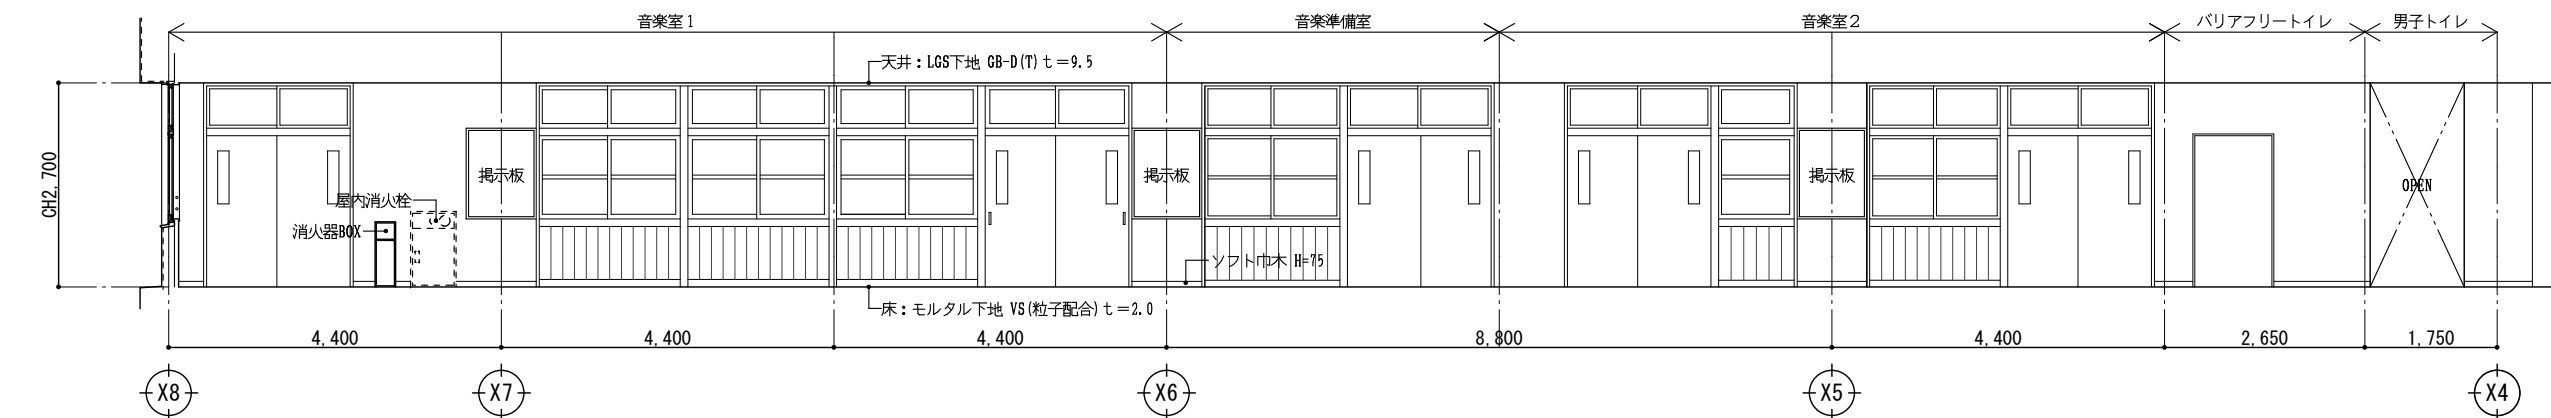 音楽室1
音楽準備室
音楽室2
バリアフリートイレ
男子トイレ
天井：LGS下地 GB-D(T) t＝9.5
CH2,700
掲示板
掲示板
掲示板
屋内消火栓
消火器BOX
OPEN
ソフト巾木 H=75
床：モルタル下地 VS(粒子配合) t＝2.0
4,400
4,400
4,400
8,800
4,400
2,650
1,750
X8
X7
X6
X5
X4